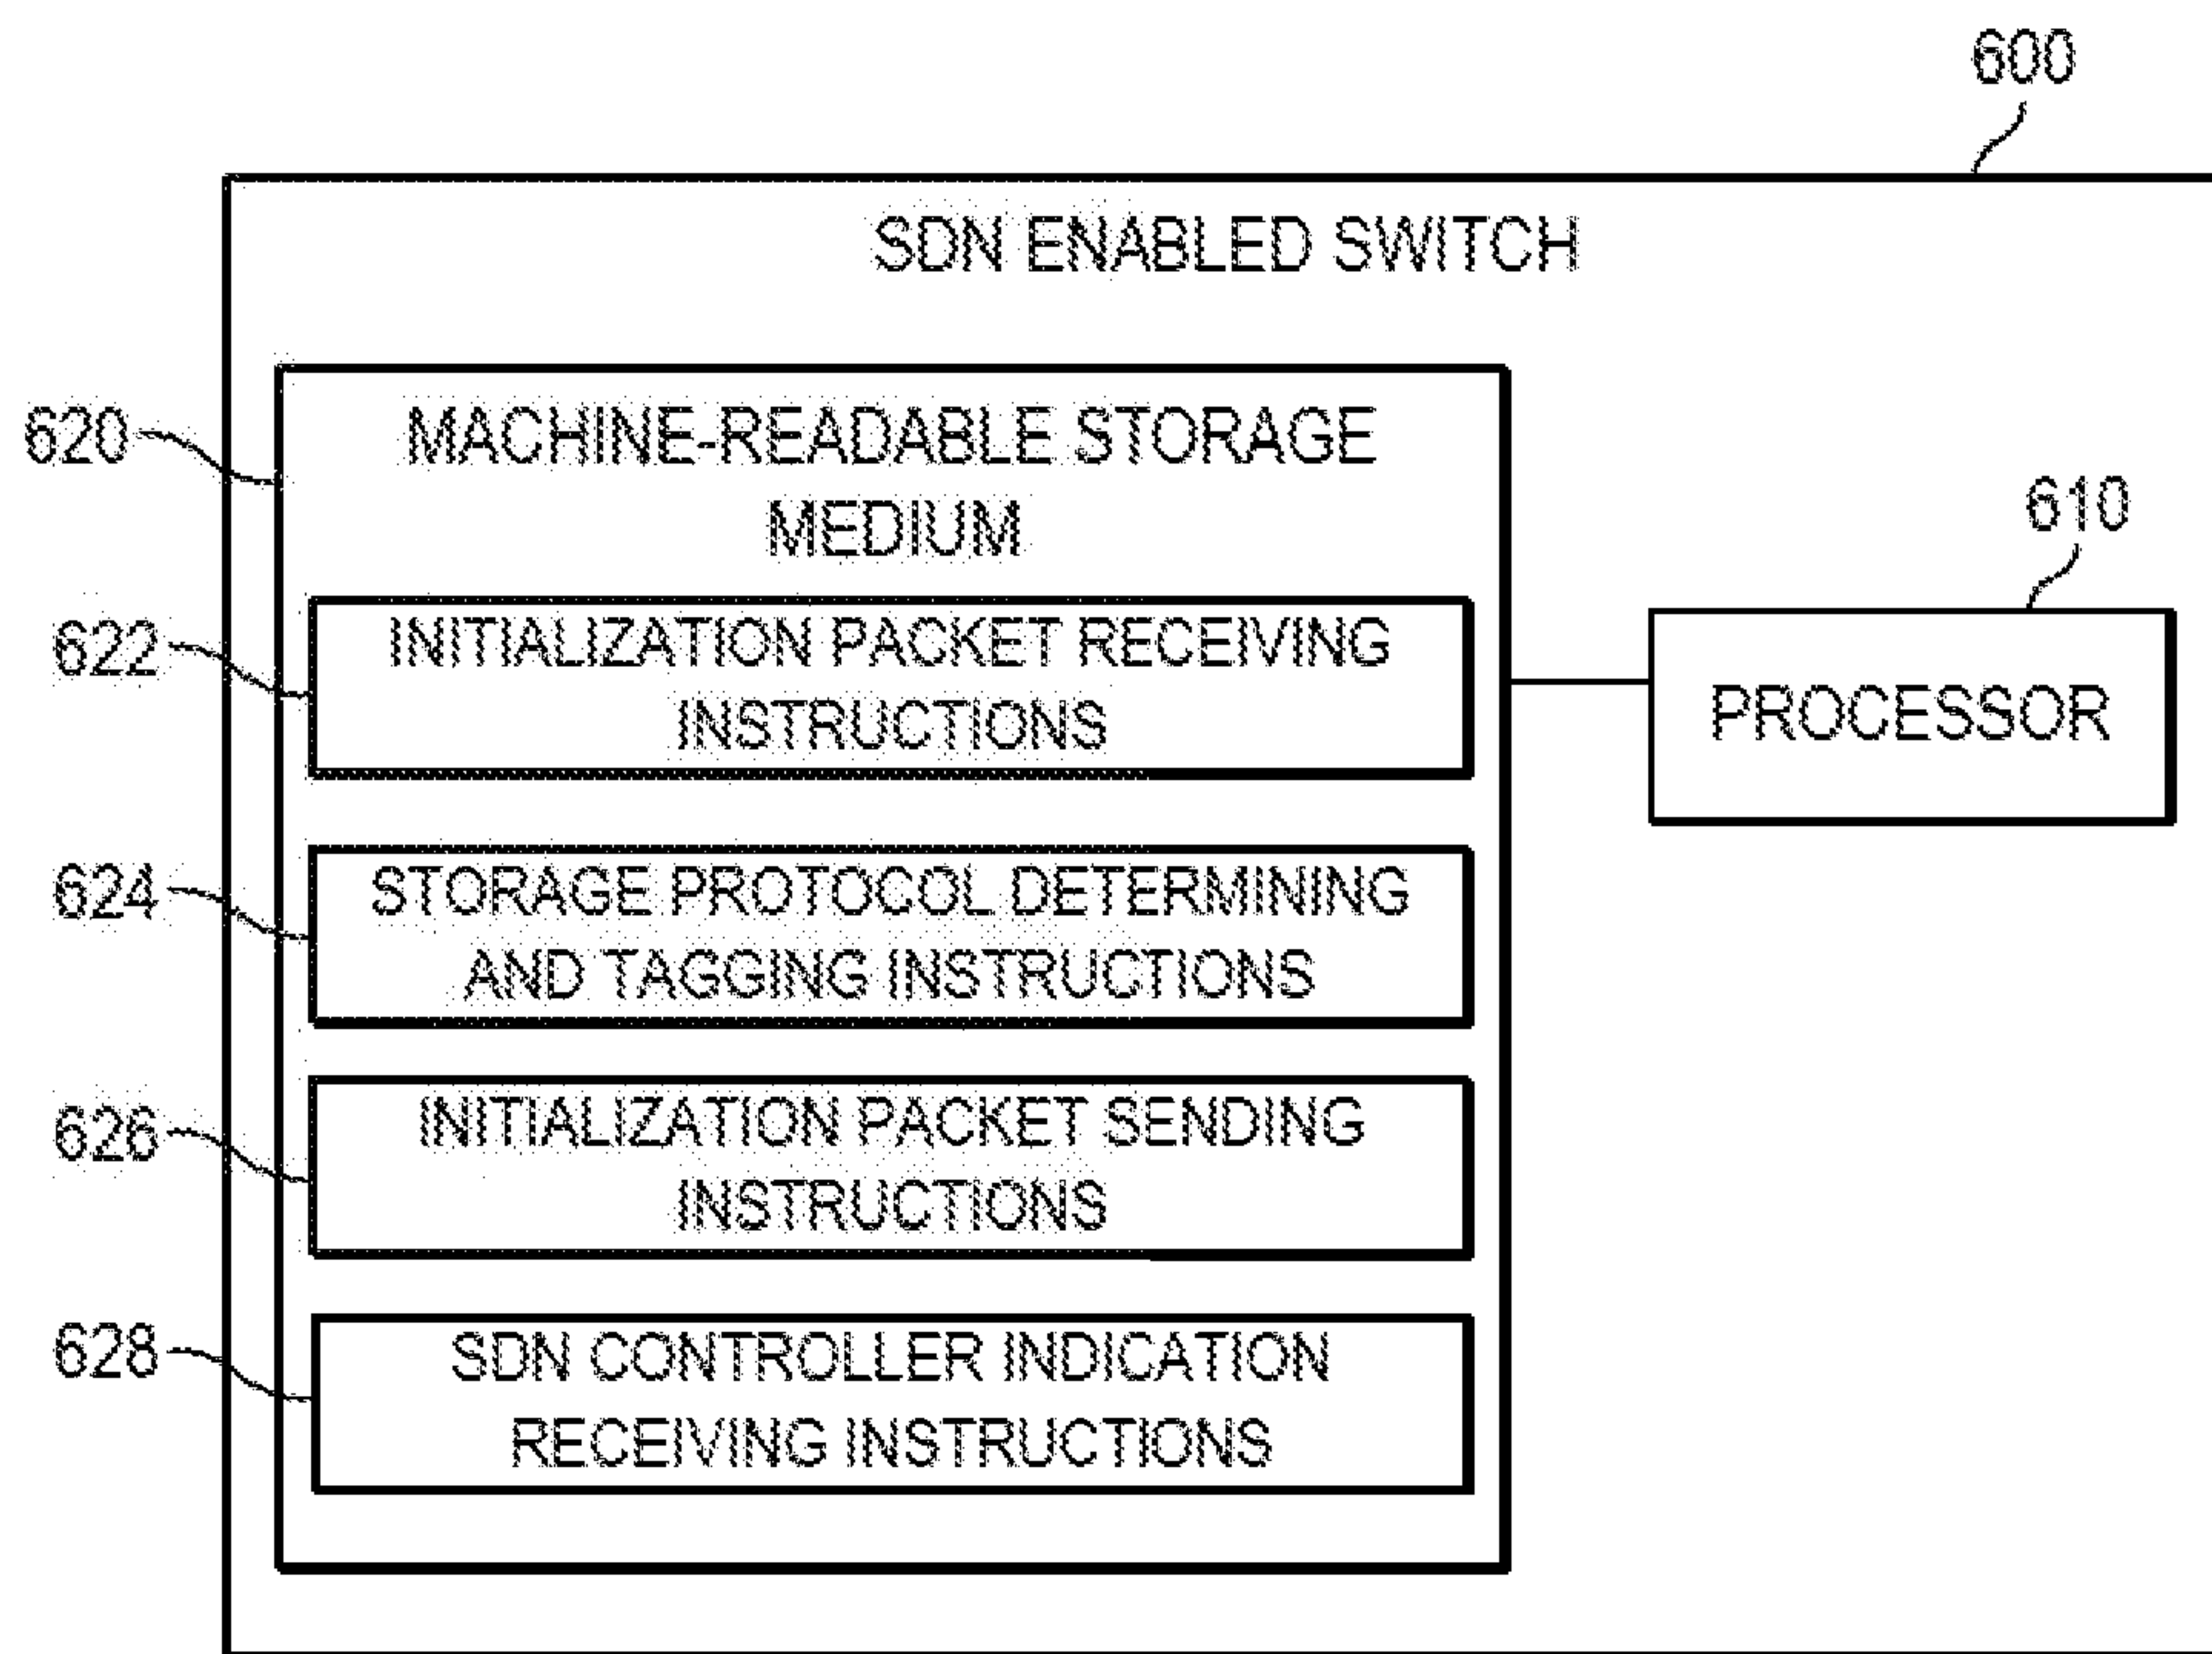 600
SDN ENABLED SWITCH
620
MACHINE-READABLE STORAGE
MEDIUM
610
622
INITIALIZATION PACKET RECEIVING
INSTRUCTIONS
PROCESSOR
624
STORAGE PROTOCOL DETERMINING
AND TAGGING INSTRUCTIONS
626
INITIALIZATION PACKET SENDING
INSTRUCTIONS
628
SDN CONTROLLER INDICATION
RECEIVING INSTRUCTIONS